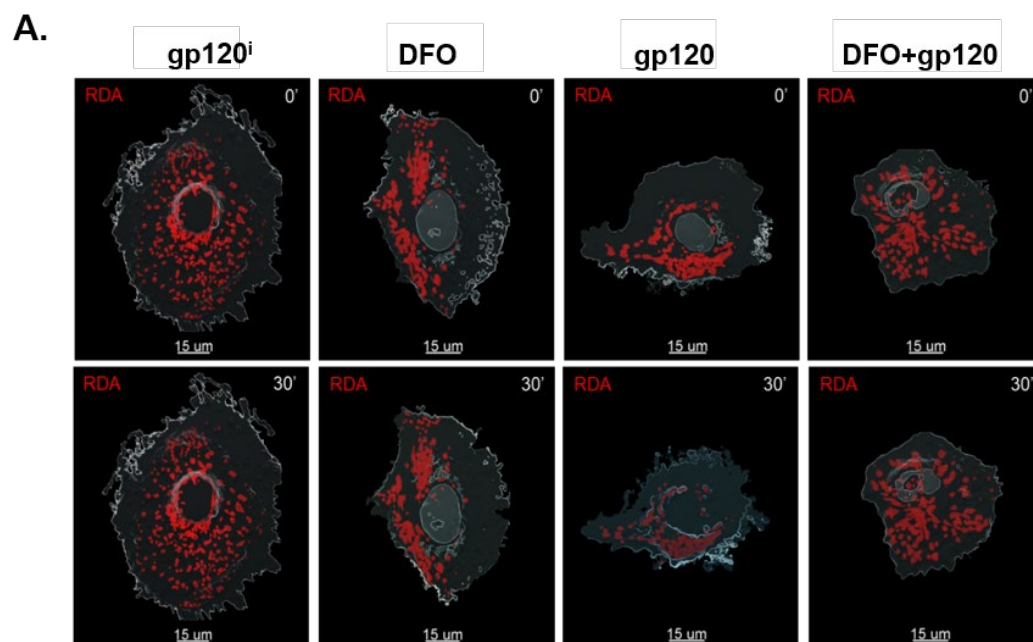 A.
gp120ⁱ DFO gp120 DFO+gp120
RDA 0' RDA 0' RDA 0' RDA 0'
15 um 15 um 15 um 15 um
RDA 30' RDA 30' RDA 30' RDA 30'
15 um 15 um 15 um 15 um